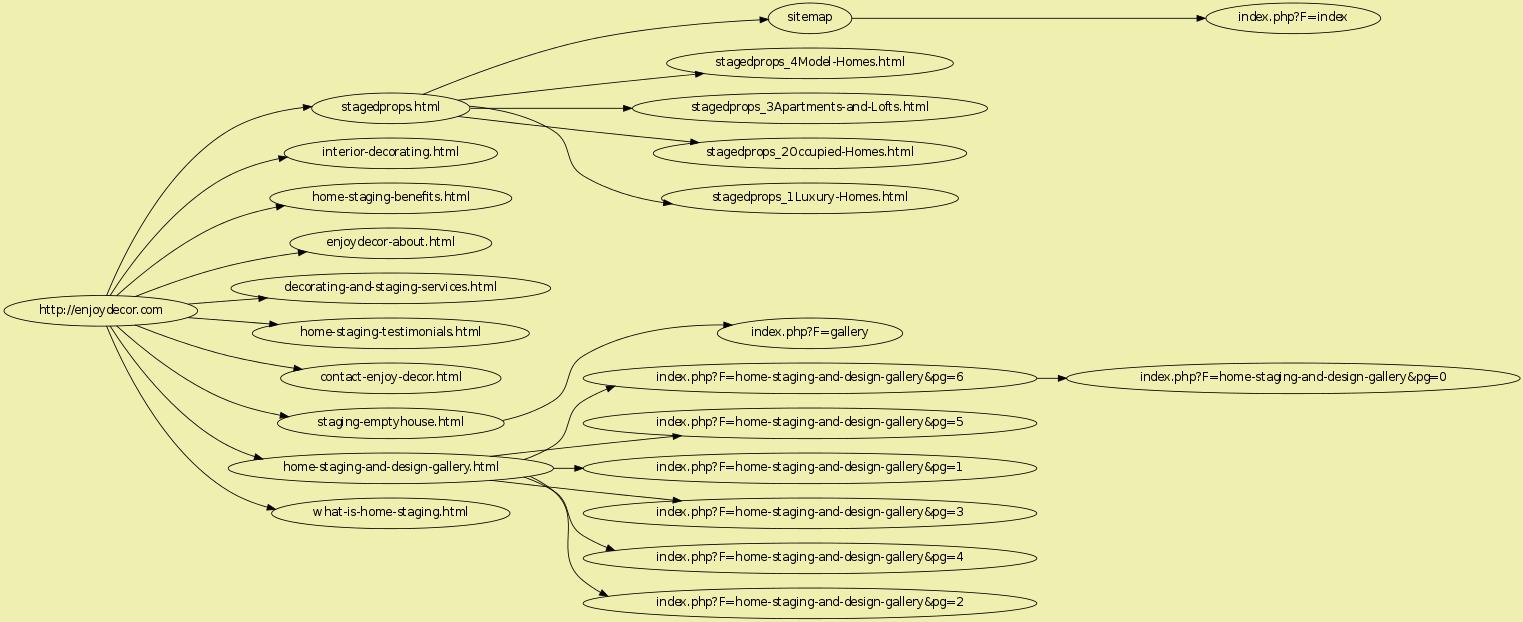 sitemap
index.php?F=index
stagedprops_4Model-Homes.html
stagedprops.html
stagedprops_3Apartments-and-Lofts.html
interior-decorating.html
stagedprops_2Occupied-Homes.html
home-staging-benefits.html
stagedprops_1Luxury-Homes.html
enjoydecor-about.html
decorating-and-staging-services.html
http://enjoydecor.com
home-staging-testimonials.html
index.php?F=gallery
contact-enjoy-decor.html
index.php?F=home-staging-and-design-gallery&pg=6
index.php?F=home-staging-and-design-gallery&pg=0
staging-emptyhouse.html
index.php?F=home-staging-and-design-gallery&pg=5
home-staging-and-design-gallery.html
index.php?F=home-staging-and-design-gallery&pg=1
what-is-home-staging.html
index.php?F=home-staging-and-design-gallery&pg=3
index.php?F=home-staging-and-design-gallery&pg=4
index.php?F=home-staging-and-design-gallery&pg=2